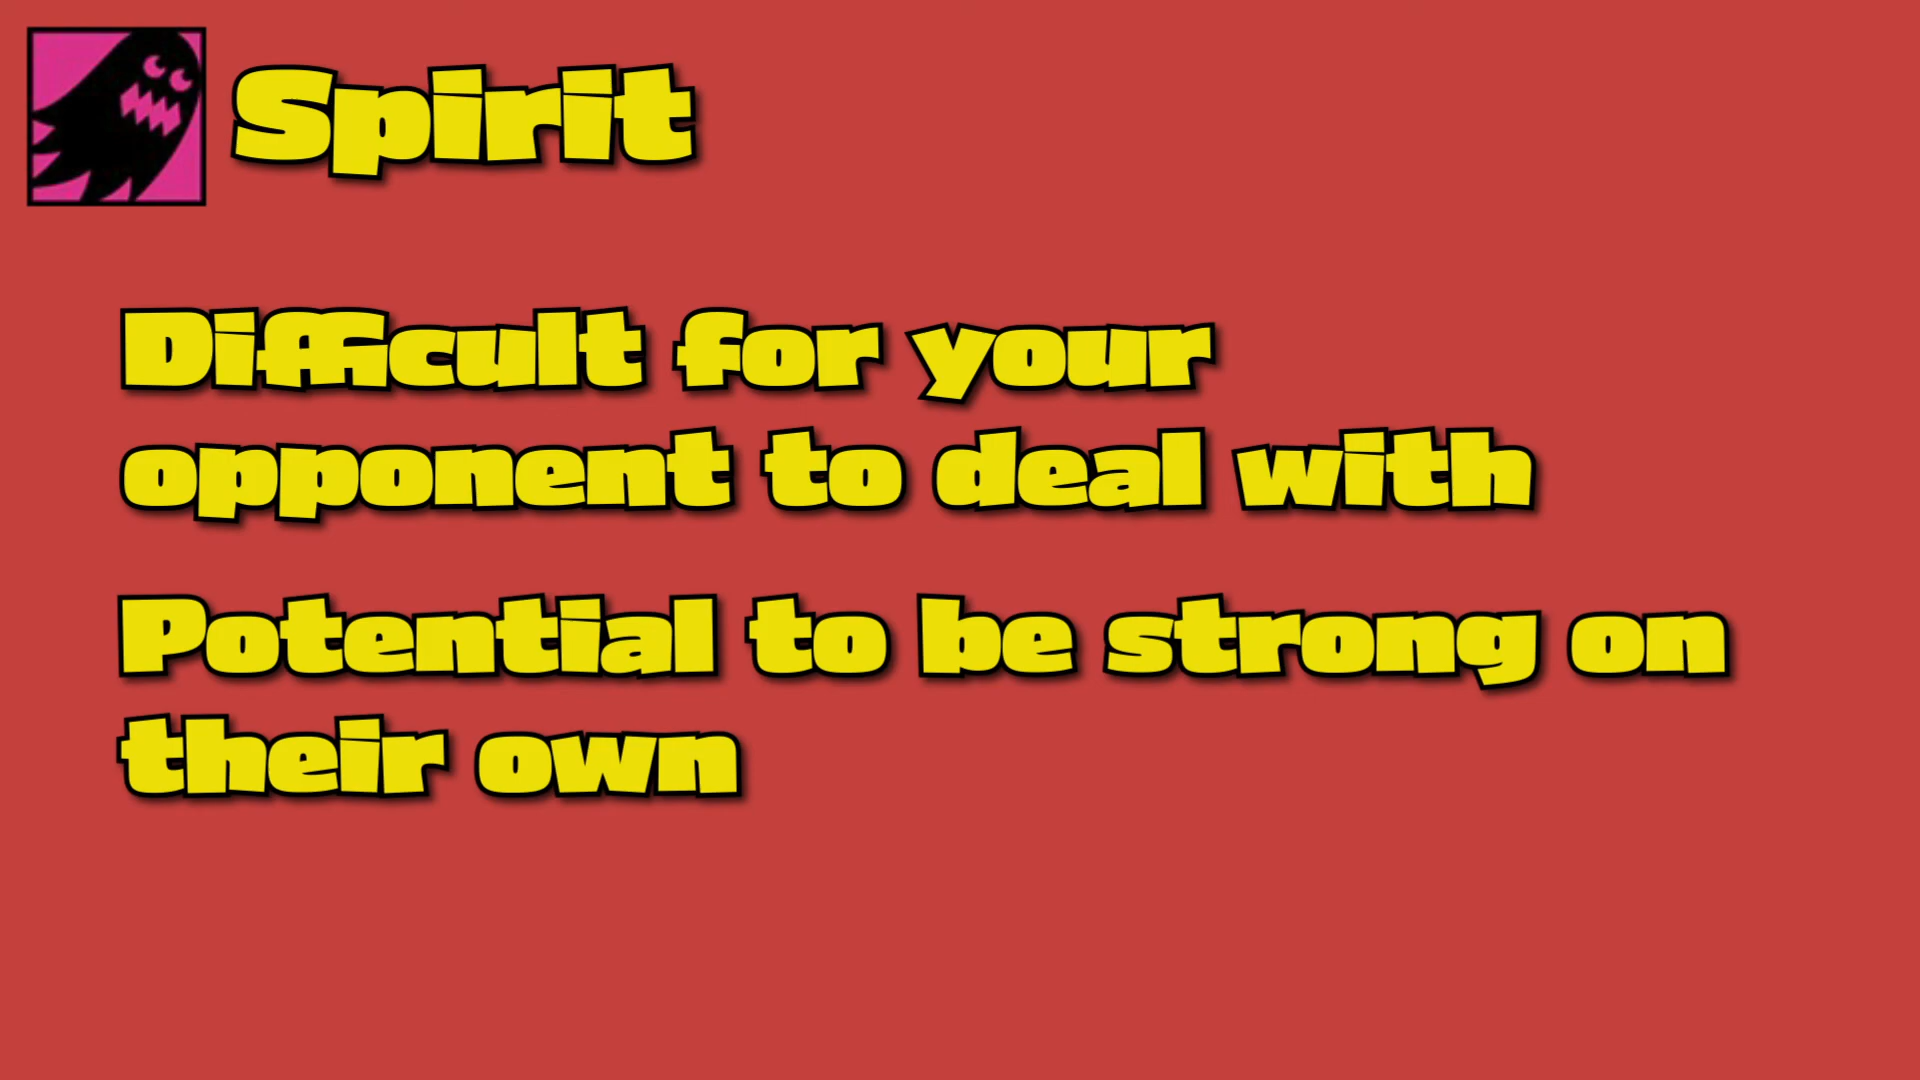 Spirit
Difficult for your
opponent to deal with
Potential to be strong on
their own